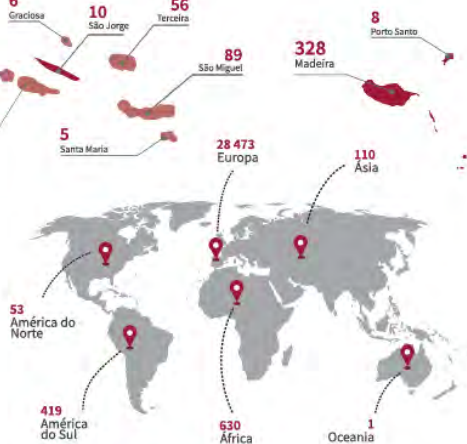 6
Graciosa
10
São Jorge
56
Terceira
89
São Miguel
5
Santa Maria
8
Porto Santo
328
Madeira
28 473
Europa
110
Ásia
53
América do
Norte
419
América
do Sul
630
África
1
Oceania